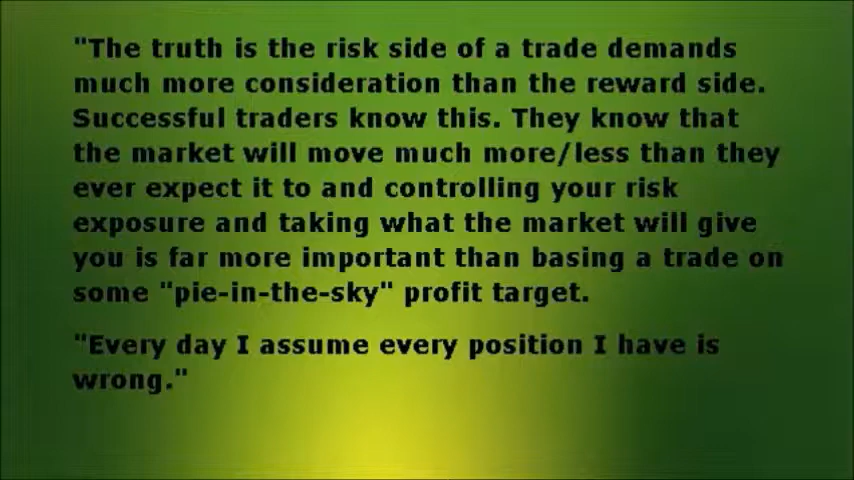 "The truth is the risk side of a trade demands
much more consideration than the reward side.
Successful traders know this. They know that
the market will move much more/less than they
ever expect it to and controlling your risk
exposure and taking what the market will give
you is far more important than basing a trade on
some "pie-in-the-sky" profit target.
"Every day I assume every position I have is
wrong."